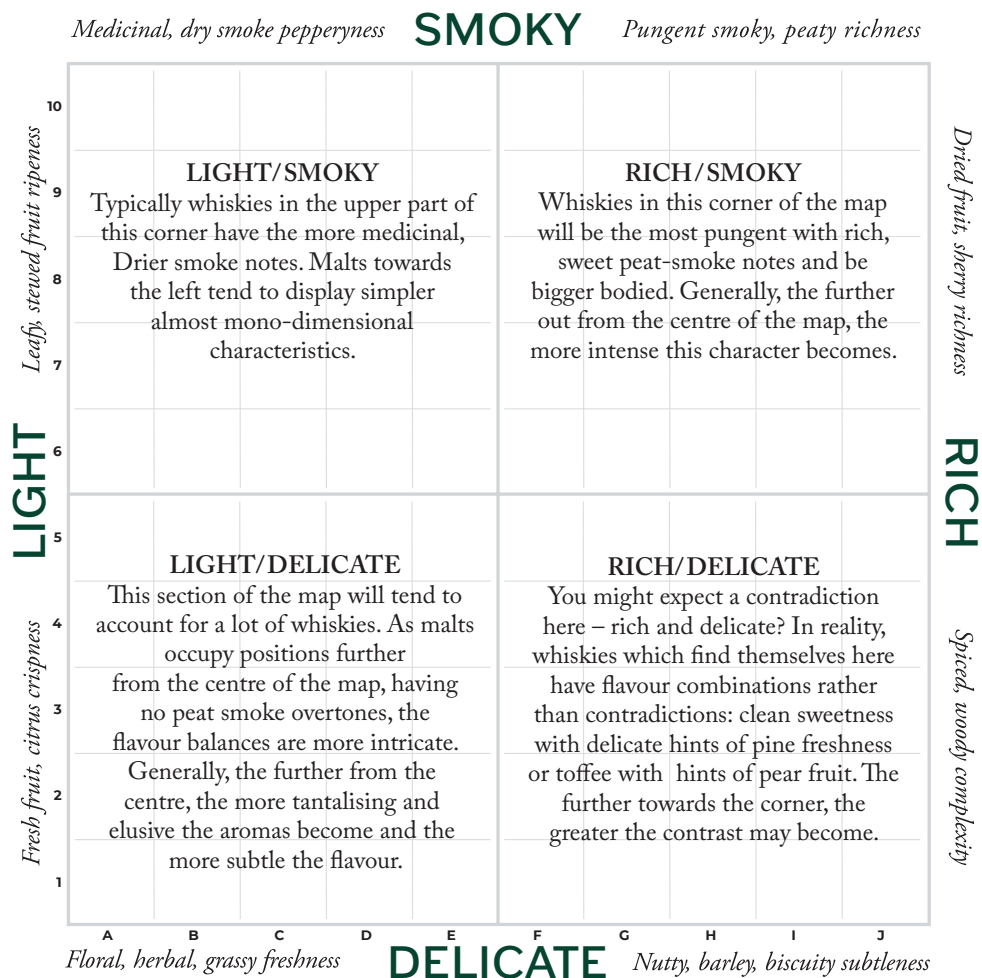 Medicinal, dry smoke pepperyness
SMOKY
Pungent smoky, peaty richness
10
9
8
7
6
5
4
3
2
1
Leafy, stewed fruit ripeness
LIGHT
Fresh fruit, citrus crispness
LIGHT/SMOKY
Typically whiskies in the upper part of
this corner have the more medicinal,
Drier smoke notes. Malts towards
the left tend to display simpler
almost mono-dimensional
characteristics.
RICH/SMOKY
Whiskies in this corner of the map
will be the most pungent with rich,
sweet peat-smoke notes and be
bigger bodied. Generally, the further
out from the centre of the map, the
more intense this character becomes.
LIGHT/DELICATE
This section of the map will tend to
account for a lot of whiskies. As malts
occupy positions further
from the centre of the map, having
no peat smoke overtones, the
flavour balances are more intricate.
Generally, the further from the
centre, the more tantalising and
elusive the aromas become and the
more subtle the flavour.
RICH/DELICATE
You might expect a contradiction
here – rich and delicate? In reality,
whiskies which find themselves here
have flavour combinations rather
than contradictions: clean sweetness
with delicate hints of pine freshness
or toffee with hints of pear fruit. The
further towards the corner, the
greater the contrast may become.
Dried fruit, sherry richness
RICH
Spiced, woody complexity
A B C D E F G H I J
Floral, herbal, grassy freshness
DELICATE
Nutty, barley, biscuity subtleness